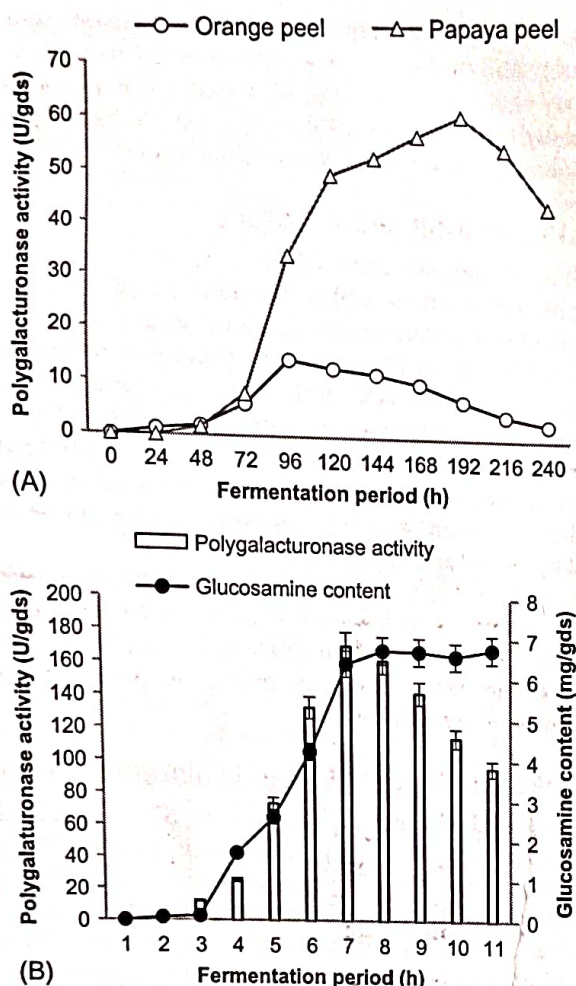 Orange peel Papaya peel
Polygalacturonase activity (U/gds)
70
60
50
40
30
20
10
0
0 24 48 72 96 120 144 168 192 216 240
Fermentation period (h)
(A)
Polygalacturonase activity
Glucosamine content
Polygalaturonase activity (U/gds)
200
180
160
140
120
100
80
60
40
20
0
8
7
6
5
4
3
2
1
0
Glucosamine content (mg/gds)
1 2 3 4 5 6 7 8 9 10 11
Fermentation period (h)
(B)